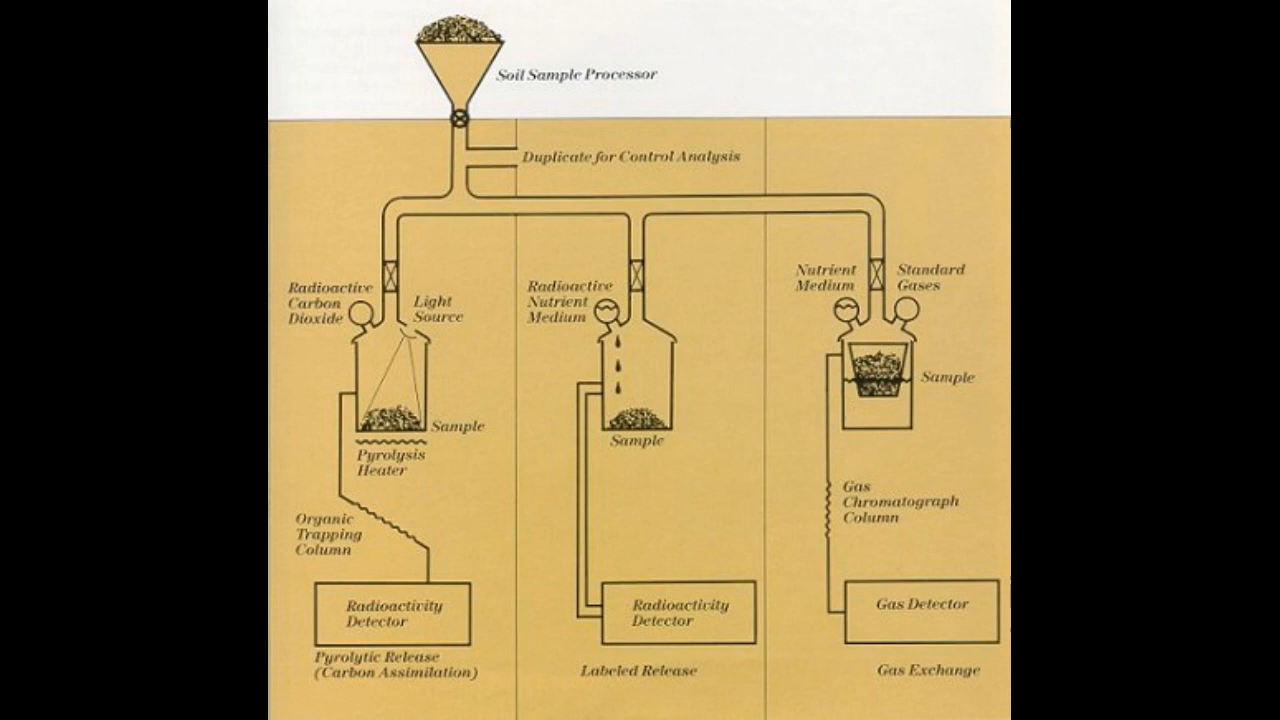 Soil Sample Processor
Duplicate for Control Analysis
Radioactive
Carbon
Dioxide
Light
Source
Sample
Pyrolysis
Heater
Organic
Trapping
Column
Radioactivity
Detector
Pyrolytic Release
(Carbon Assimilation)
Radioactive
Nutrient
Medium
Sample
Radioactivity
Detector
Labeled Release
Nutrient
Medium
Standard
Gases
Sample
Gas
Chromatograph
Column
Gas Detector
Gas Exchange